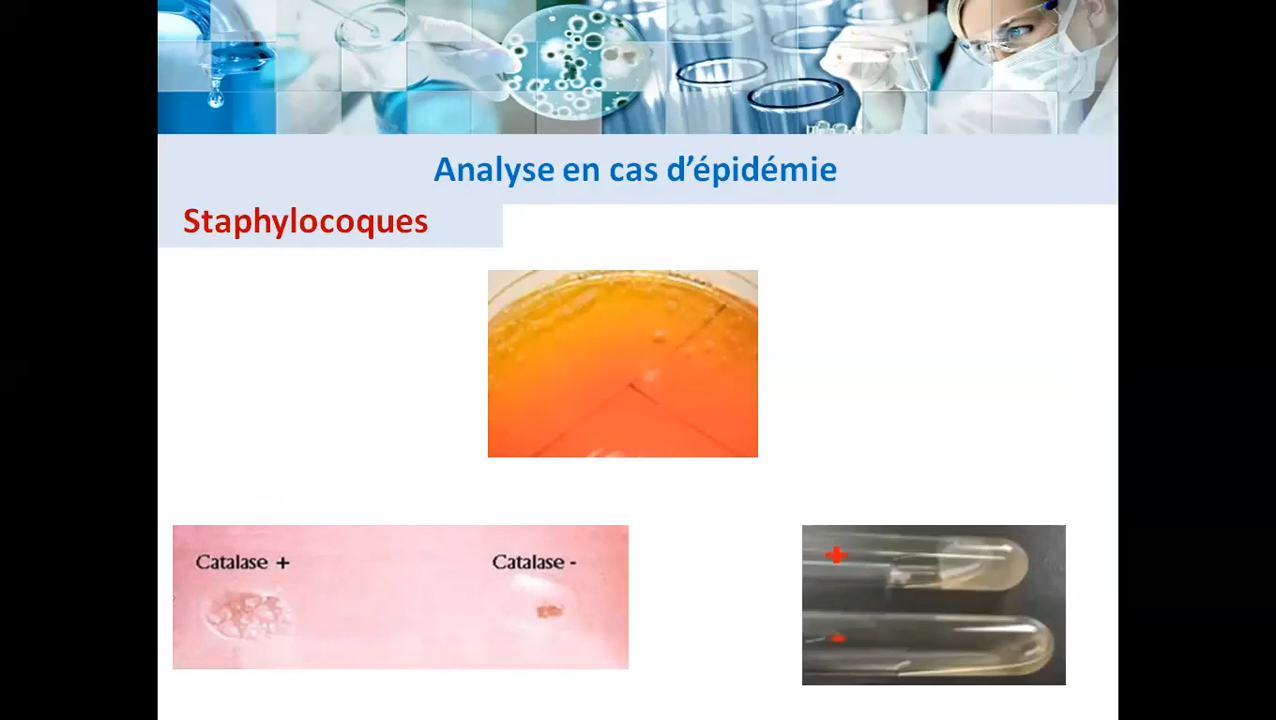 Analyse en cas d’épidémie
Staphylocoques
Catalase +
Catalase -
+
-